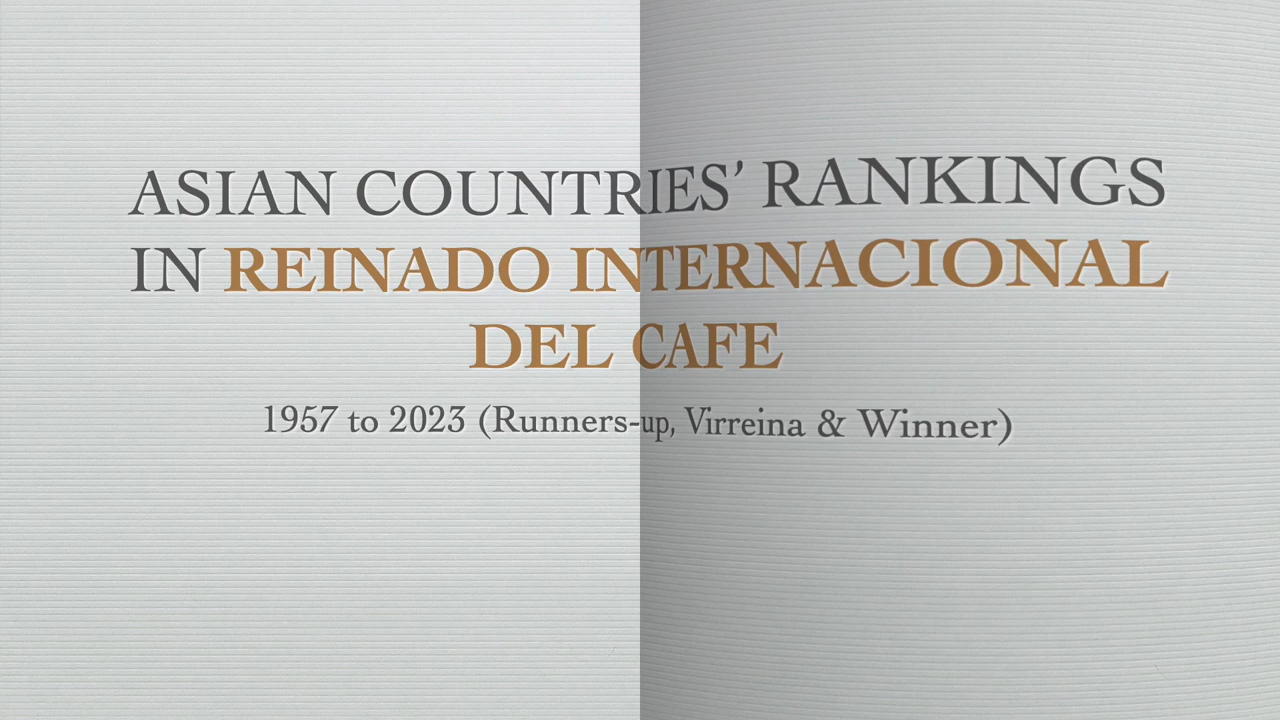 ASIAN COUNTRIES’ RANKINGS
IN REINADO INTERNACIONAL
DEL CAFE
1957 to 2023 (Runners-up, Virreina & Winner)